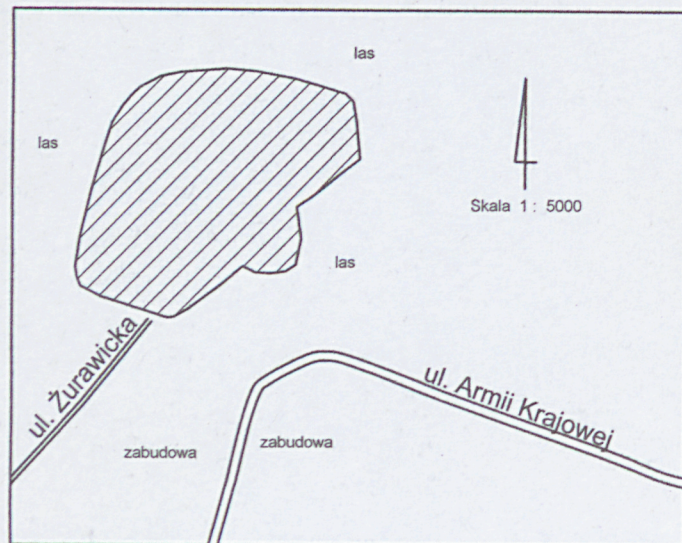 las
las
Skala 1 : 5000
las
ul. Żurawicka
ul. Armii Krajowej
zabudowa
zabudowa